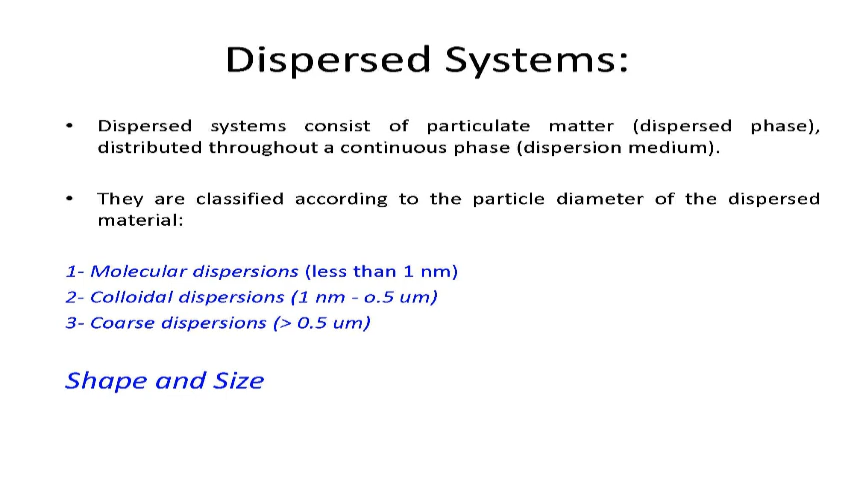 Dispersed Systems:
• Dispersed systems consist of particulate matter (dispersed phase),
distributed throughout a continuous phase (dispersion medium).
• They are classified according to the particle diameter of the dispersed
material:
1- Molecular dispersions (less than 1 nm)
2- Colloidal dispersions (1 nm - o.5 um)
3- Coarse dispersions (> 0.5 um)
Shape and Size